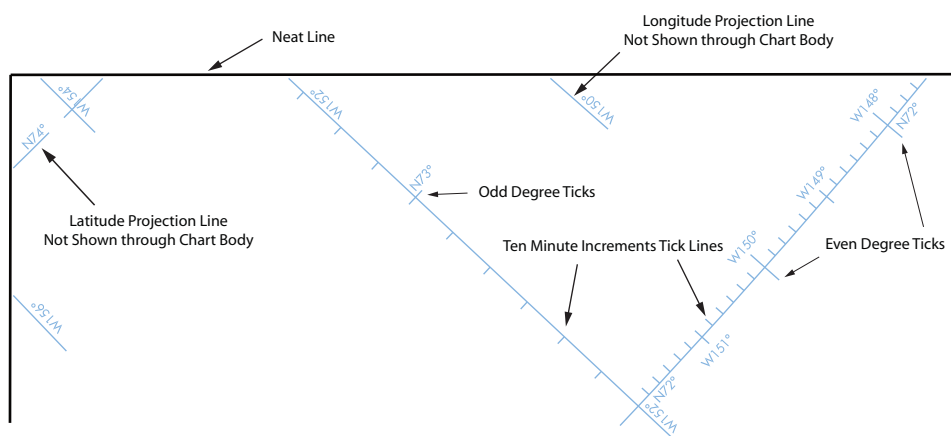 Longitude Projection Line
Not Shown through Chart Body
Neat Line
W154°
W152°
W150°
W148°
N72°
N74°
N73°
Odd Degree Ticks
W149°
Latitude Projection Line
Not Shown through Chart Body
Ten Minute Increments Tick Lines
W150°
Even Degree Ticks
W156°
W151°
N72°
W152°